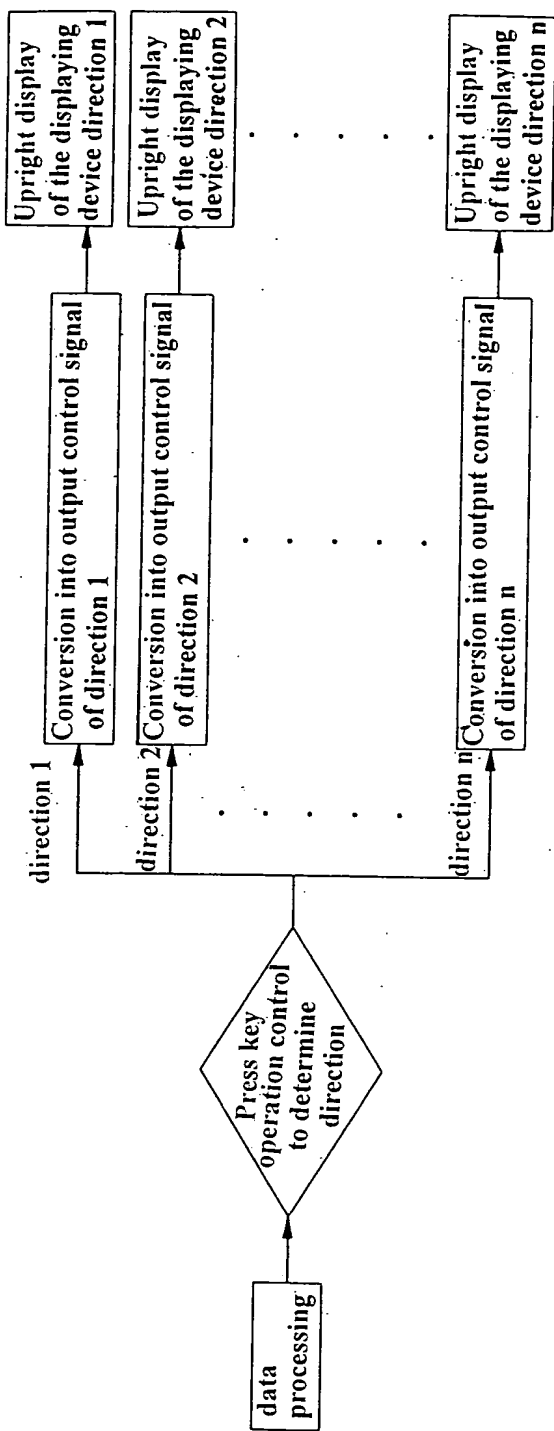 data
processing
Press key
operation control
to determine
direction
direction 1
Conversion into output control signal
of direction 1
Upright display
of the displaying
device direction 1
direction 2
Conversion into output control signal
of direction 2
Upright display
of the displaying
device direction 2
direction n
Conversion into output control signal
of direction n
Upright display
of the displaying
device direction n